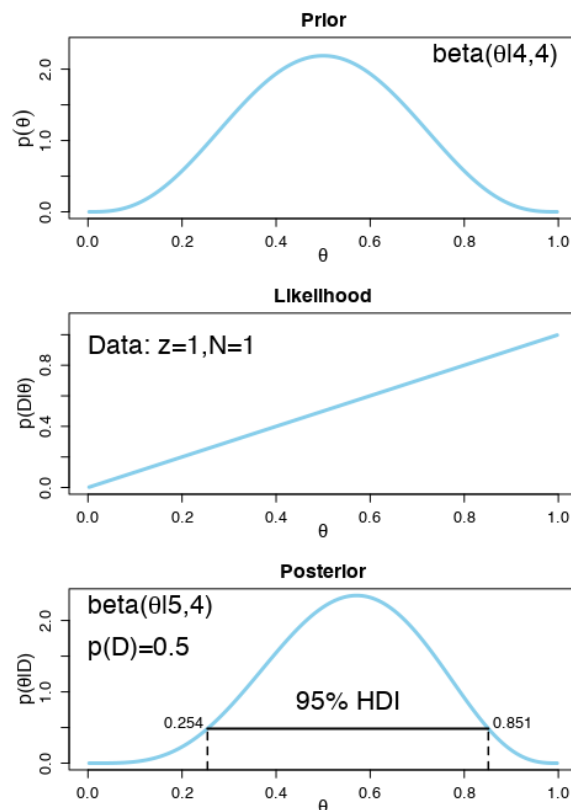 Prior
beta(θ|4,4)
p(θ)
0.0 1.0 2.0
0.0 0.2 0.4 0.6 0.8 1.0
θ
Likelihood
Data: z=1,N=1
p(D|θ)
0.0 0.4 0.8
0.0 0.2 0.4 0.6 0.8 1.0
θ
Posterior
beta(θ|5,4)
p(D)=0.5
p(θ|D)
0.0 1.0 2.0
95% HDI
0.254 0.851
0.0 0.2 0.4 0.6 0.8 1.0
θ